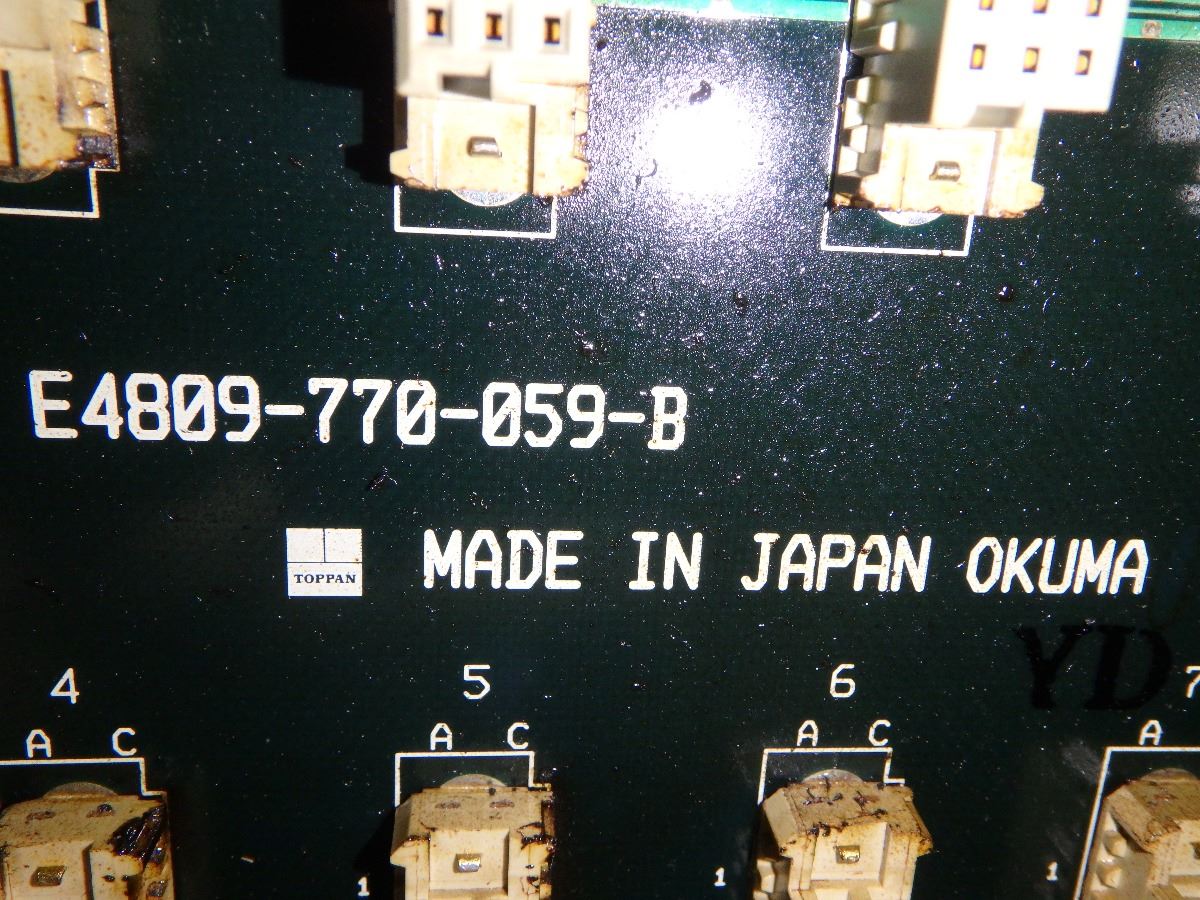 E4809-770-059-B
TOPPAN MADE IN JAPAN OKUMA
YD
4 5 6 7
A C A C A C A
1 1 1